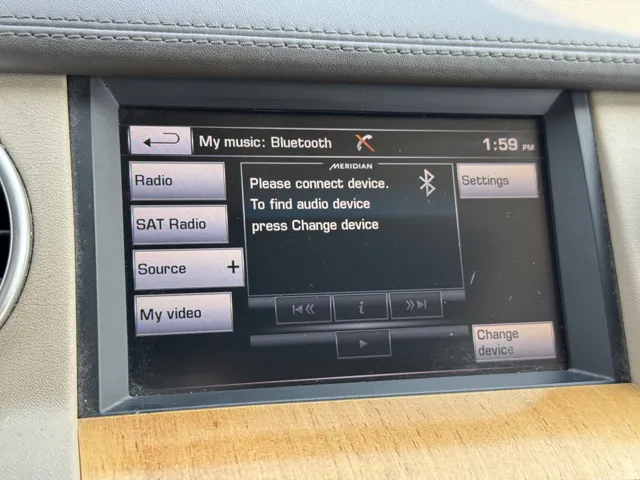 My music: Bluetooth
1:59 PM
MERIDIAN
Radio
Please connect device.
To find audio device
press Change device
Settings
SAT Radio
Source +
My video
i
Change
device